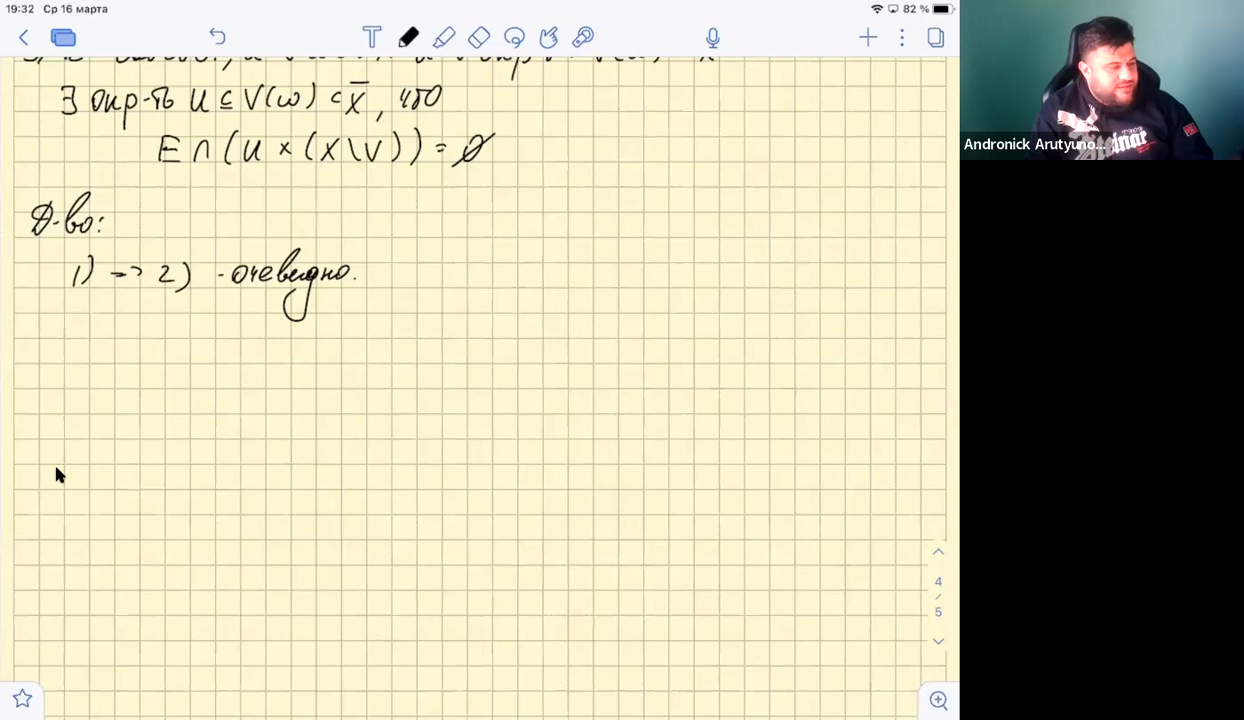 19:32 Ср 16 марта
82 %
∃ окр-ть U ⊆ V(ω) ⊂ X̅, что
E ∩ (U × (X \ V)) = ∅
Д-во:
1) => 2) - очевидно.
Andronick Arutyuno...
4
5